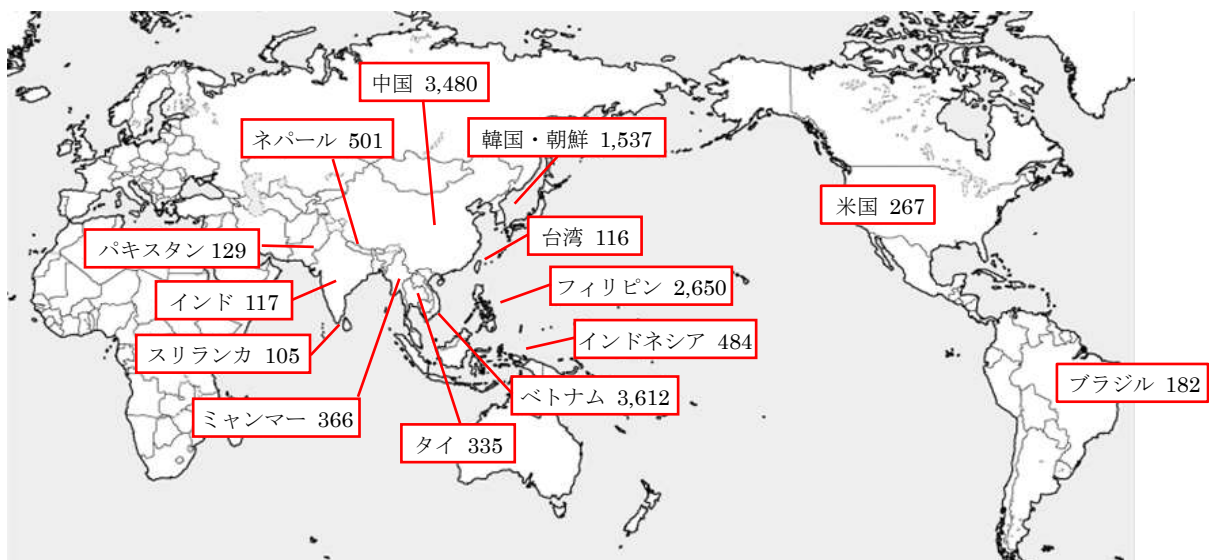 中国 3,480
ネパール 501
韓国・朝鮮 1,537
米国 267
パキスタン 129
台湾 116
インド 117
フィリピン 2,650
スリランカ 105
インドネシア 484
ミャンマー 366
ベトナム 3,612
ブラジル 182
タイ 335